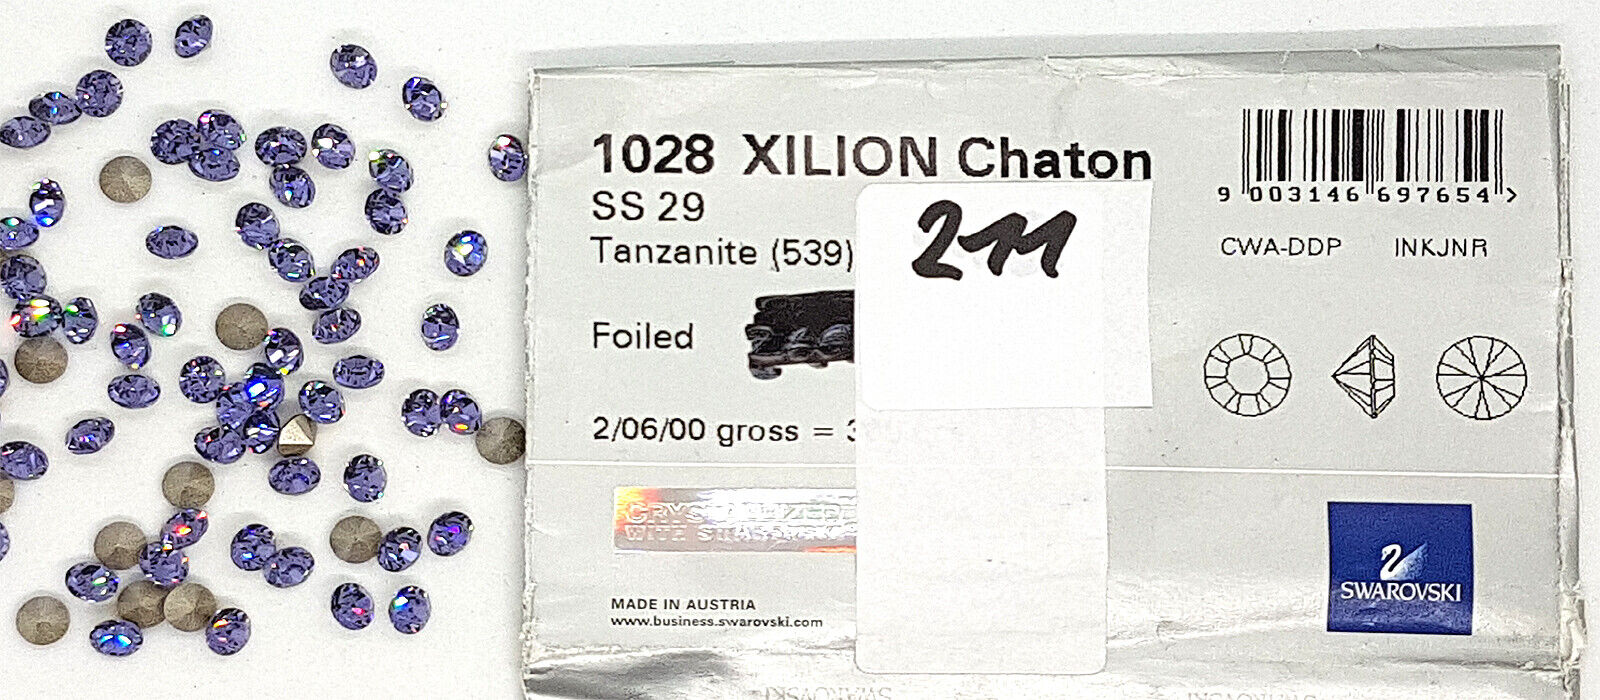 1028 XILION Chaton
SS 29
Tanzanite (539)
211
Foiled
2/06/00 gross = 3
MADE IN AUSTRIA
www.business.swarovski.com
9 003146 697654 >
CWA-DDP INKJNR
SWAROVSKI